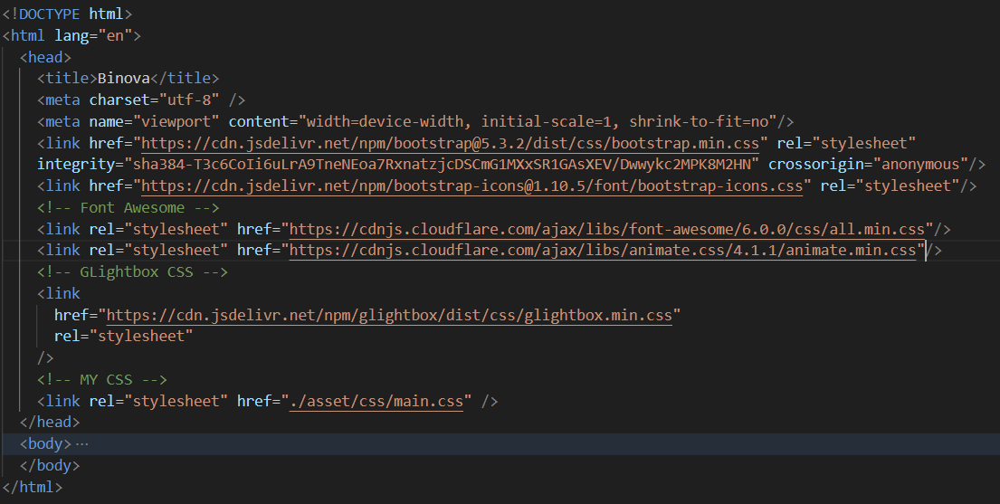 <!DOCTYPE html>
<html lang="en">
<head>
<title>Binova</title>
<meta charset="utf-8" />
<meta name="viewport" content="width=device-width, initial-scale=1, shrink-to-fit=no"/>
<link href="https://cdn.jsdelivr.net/npm/bootstrap@5.3.2/dist/css/bootstrap.min.css" rel="stylesheet"
integrity="sha384-T3c6CoIi6uLrA9TneNEoa7RxnatzjcDSCmG1MXxSR1GAsXEV/Dwwykc2MPK8M2HN" crossorigin="anonymous"/>
<link href="https://cdn.jsdelivr.net/npm/bootstrap-icons@1.10.5/font/bootstrap-icons.css" rel="stylesheet"/>
<!-- Font Awesome -->
<link rel="stylesheet" href="https://cdnjs.cloudflare.com/ajax/libs/font-awesome/6.0.0/css/all.min.css"/>
<link rel="stylesheet" href="https://cdnjs.cloudflare.com/ajax/libs/animate.css/4.1.1/animate.min.css"/>
<!-- GLightbox CSS -->
<link
href="https://cdn.jsdelivr.net/npm/glightbox/dist/css/glightbox.min.css"
rel="stylesheet"
/>
<!-- MY CSS -->
<link rel="stylesheet" href="./asset/css/main.css" />
</head>
<body> ⋯
</body>
</html>